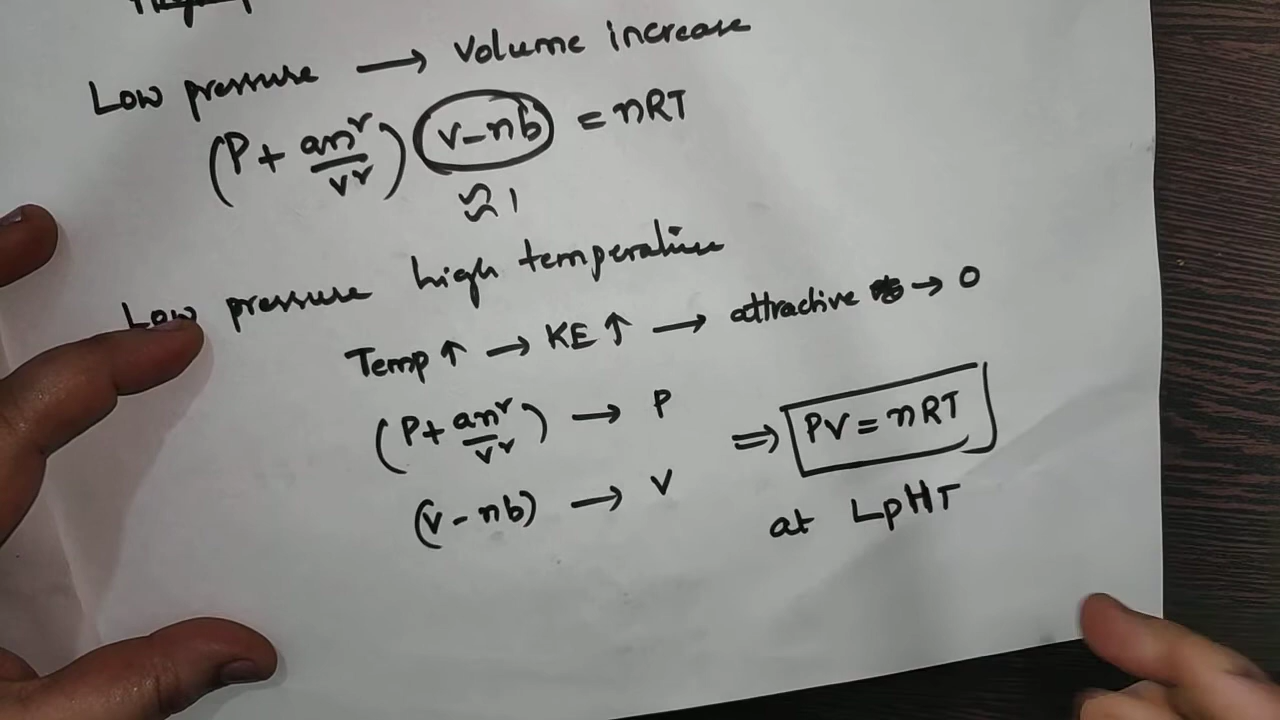 Low pressure → Volume increase
(P + an²/v²) (v-nb) = nRT
≈ 1
Low pressure high temperature
Temp ↑ → KE ↑ → attractive → 0
(P + an²/v²) → P
(v - nb) → V
⇒ PV = nRT
at LpHT